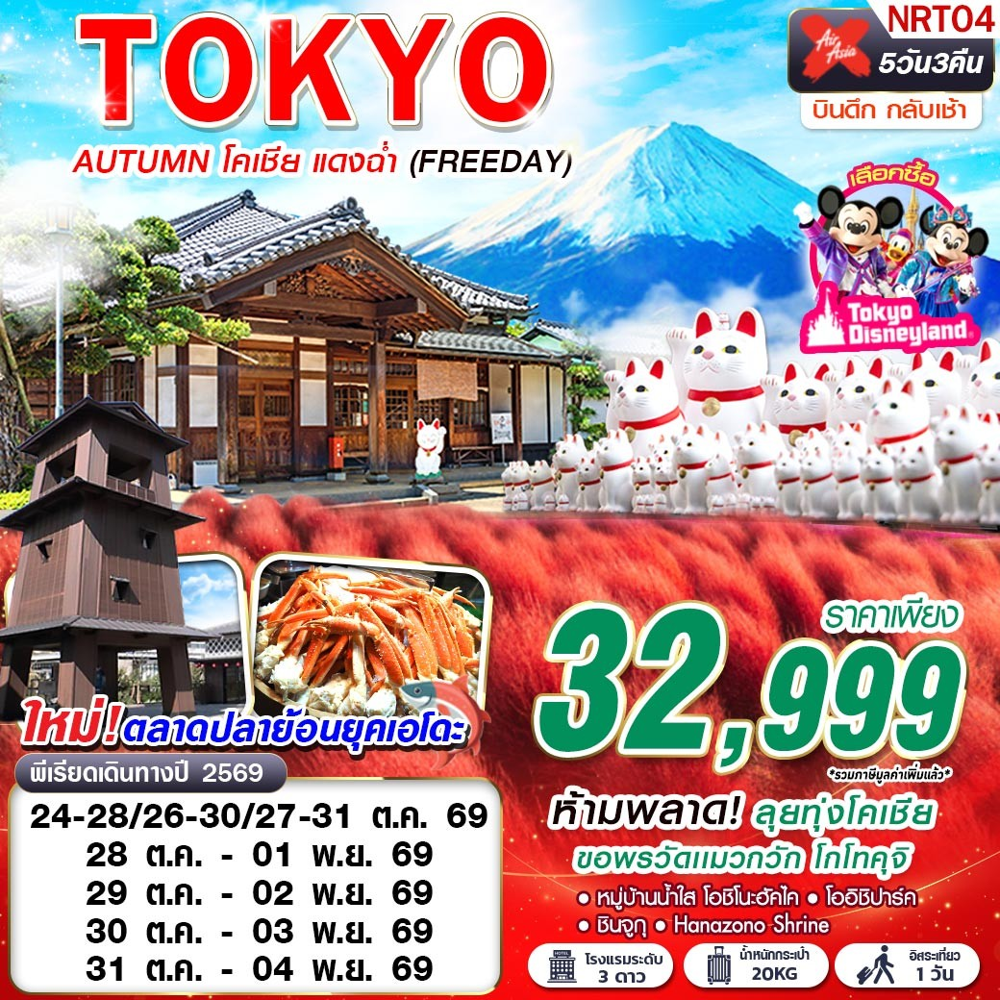 TOKYO
AUTUMN โคเชีย แดงฉ่ำ (FREEDAY)
Air Asia X
NRT04
5วัน3คืน
บินดึก กลับเช้า
เลือกซื้อ
Tokyo
Disneyland
ใหม่! ตลาดปลาย้อนยุคเอโดะ
พีเรียดเดินทางปี 2569
24-28/26-30/27-31 ต.ค. 69
28 ต.ค. - 01 พ.ย. 69
29 ต.ค. - 02 พ.ย. 69
30 ต.ค. - 03 พ.ย. 69
31 ต.ค. - 04 พ.ย. 69
ราคาเพียง
32,999
*รวมภาษีมูลค่าเพิ่มแล้ว*
ห้ามพลาด! ลุยทุ่งโคเชีย
ขอพรวัดแมวกวัก โกโทคุจิ
• หมู่บ้านน้ำใส โอชิโนะฮัคไค • โออิชิปาร์ค
• ชินจูกุ • Hanazono Shrine
HOTEL
โรงแรมระดับ
3 ดาว
น้ำหนักกระเป๋า
20KG
อิสระเที่ยว
1 วัน